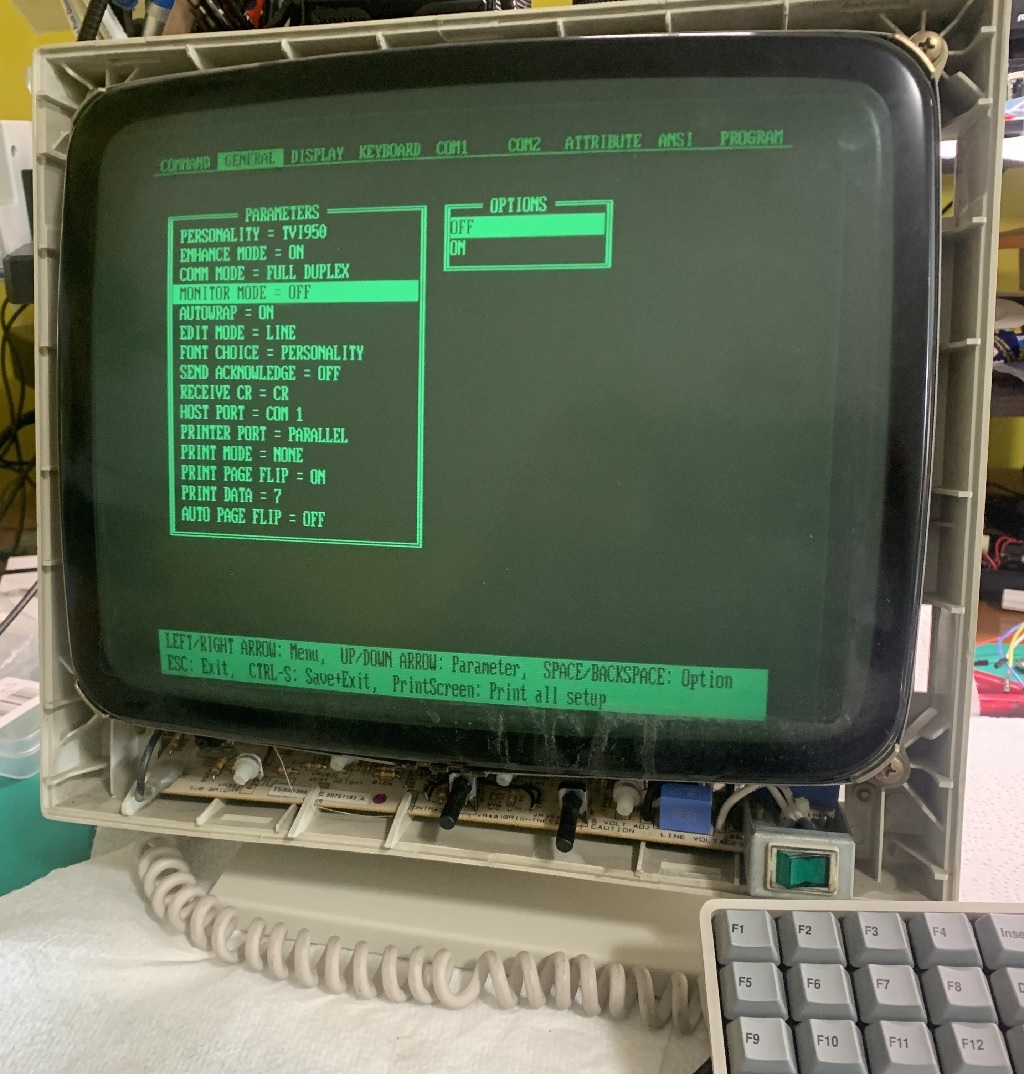 COMMAND GENERAL DISPLAY KEYBOARD COM1 COM2 ATTRIBUTE ANSI PROGRAM
PARAMETERS
PERSONALITY = TVI950
ENHANCE MODE = ON
COMM MODE = FULL DUPLEX
MONITOR MODE = OFF
AUTOWRAP = ON
EDIT MODE = LINE
FONT CHOICE = PERSONALITY
SEND ACKNOWLEDGE = OFF
RECEIVE CR = CR
HOST PORT = COM 1
PRINTER PORT = PARALLEL
PRINT MODE = NONE
PRINT PAGE FLIP = ON
PRINT DATA = 7
AUTO PAGE FLIP = OFF
OPTIONS
OFF
ON
LEFT/RIGHT ARROW: Menu, UP/DOWN ARROW: Parameter, SPACE/BACKSPACE: Option
ESC: Exit, CTRL-S: Save+Exit, PrintScreen: Print all setup
SUB-BRIGHT
VOLT ADJ
CAUTION
LINE VOLTAGE
F1 F2 F3 F4 Inse
F5 F6 F7 F8 D
F9 F10 F11 F12